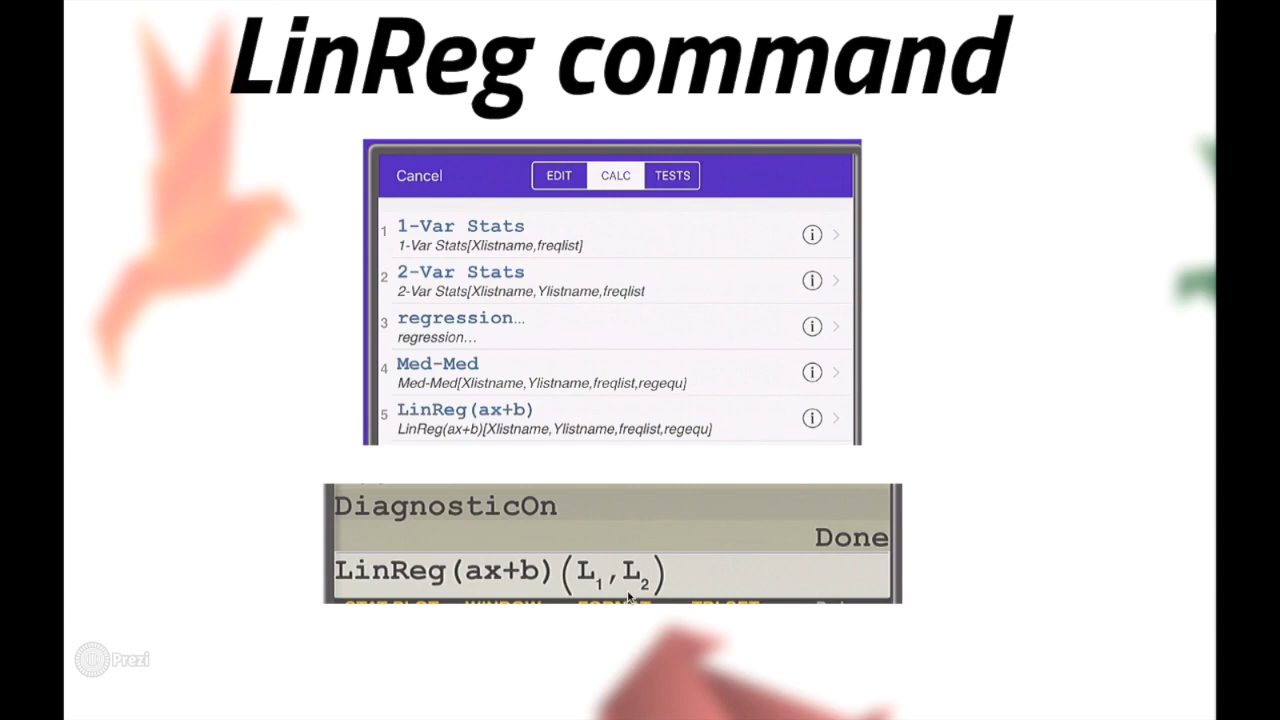 LinReg command
Cancel EDIT CALC TESTS
1 1-Var Stats
1-Var Stats[Xlistname,freqlist]
2 2-Var Stats
2-Var Stats[Xlistname,Ylistname,freqlist
3 regression...
regression...
4 Med-Med
Med-Med[Xlistname,Ylistname,freqlist,regequ]
5 LinReg(ax+b)
LinReg(ax+b)[Xlistname,Ylistname,freqlist,regequ]
DiagnosticOn
Done
LinReg(ax+b)(L₁,L₂)
Prezi